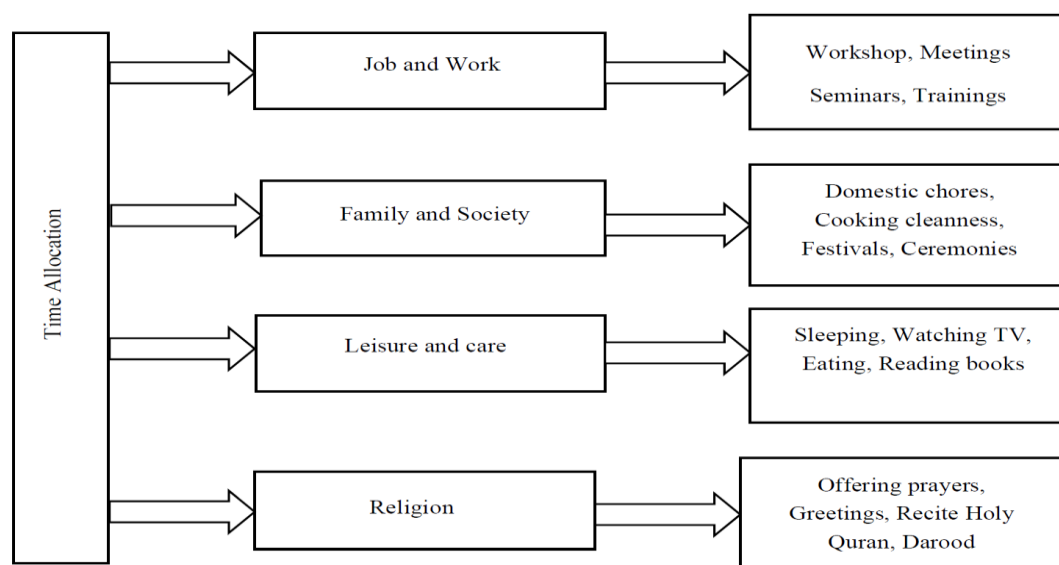 Time Allocation
Job and Work
Workshop, Meetings
Seminars, Trainings
Family and Society
Domestic chores,
Cooking cleanness,
Festivals, Ceremonies
Leisure and care
Sleeping, Watching TV,
Eating, Reading books
Religion
Offering prayers,
Greetings, Recite Holy
Quran, Darood